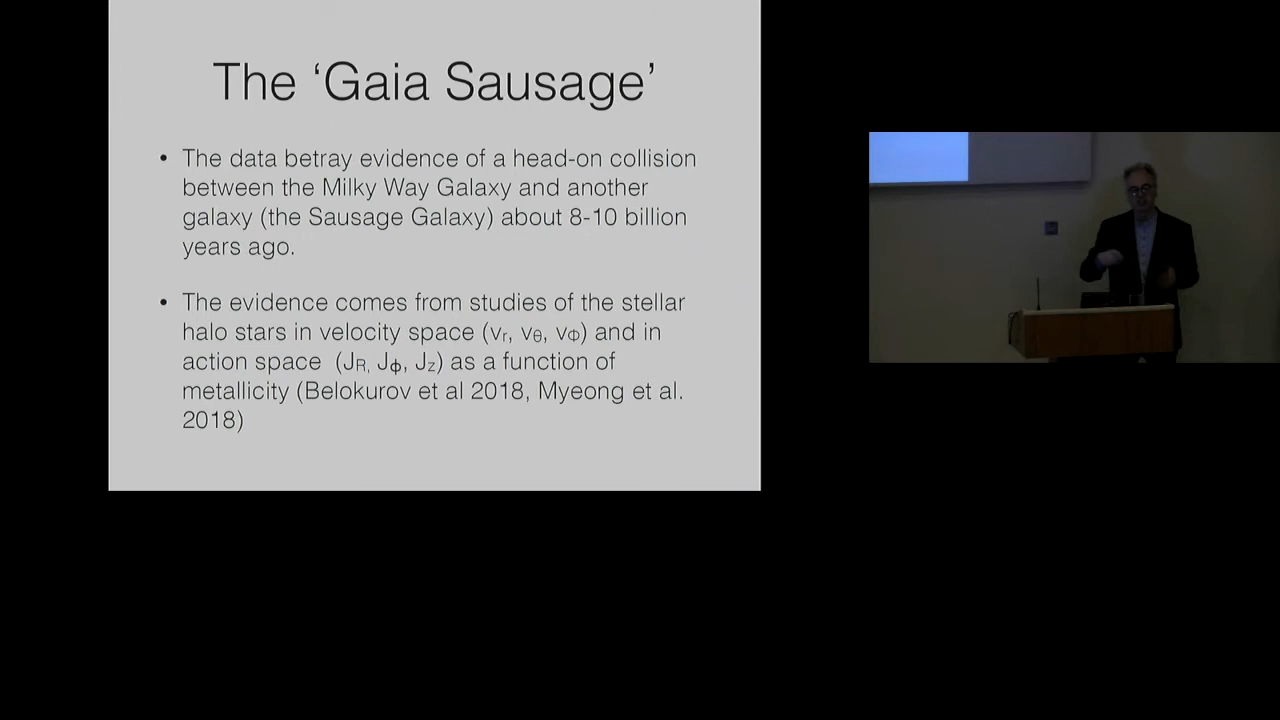 The ‘Gaia Sausage’
• The data betray evidence of a head-on collision
between the Milky Way Galaxy and another
galaxy (the Sausage Galaxy) about 8-10 billion
years ago.
• The evidence comes from studies of the stellar
halo stars in velocity space (vr, vθ, vΦ) and in
action space (JR, Jϕ, Jz) as a function of
metallicity (Belokurov et al 2018, Myeong et al.
2018)